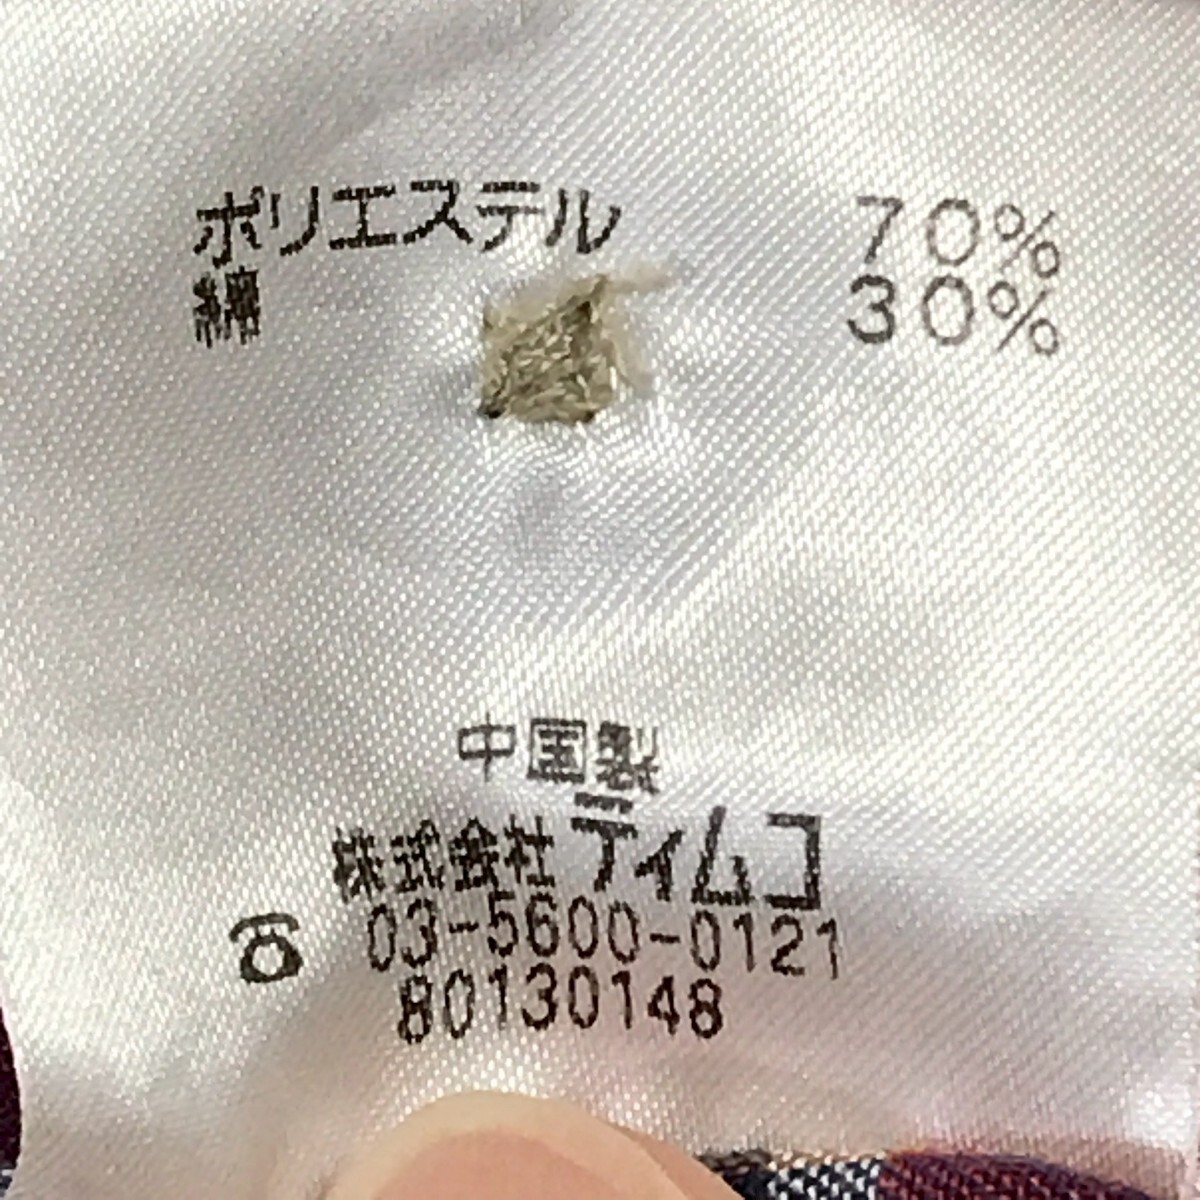 ポリエステル 70%
綿 30%
中国製
株式会社ティムコ
☎ 03-5600-0121
80130148